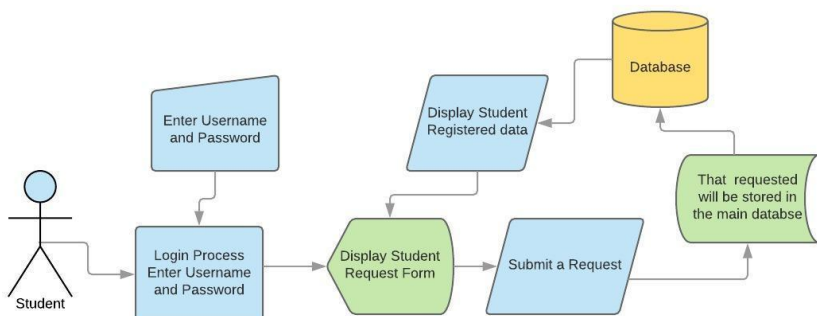 Database
Display Student
Registered data
Enter Username
and Password
That requested
will be stored in
the main databse
Login Process
Enter Username
and Password
Display Student
Request Form
Submit a Request
Student